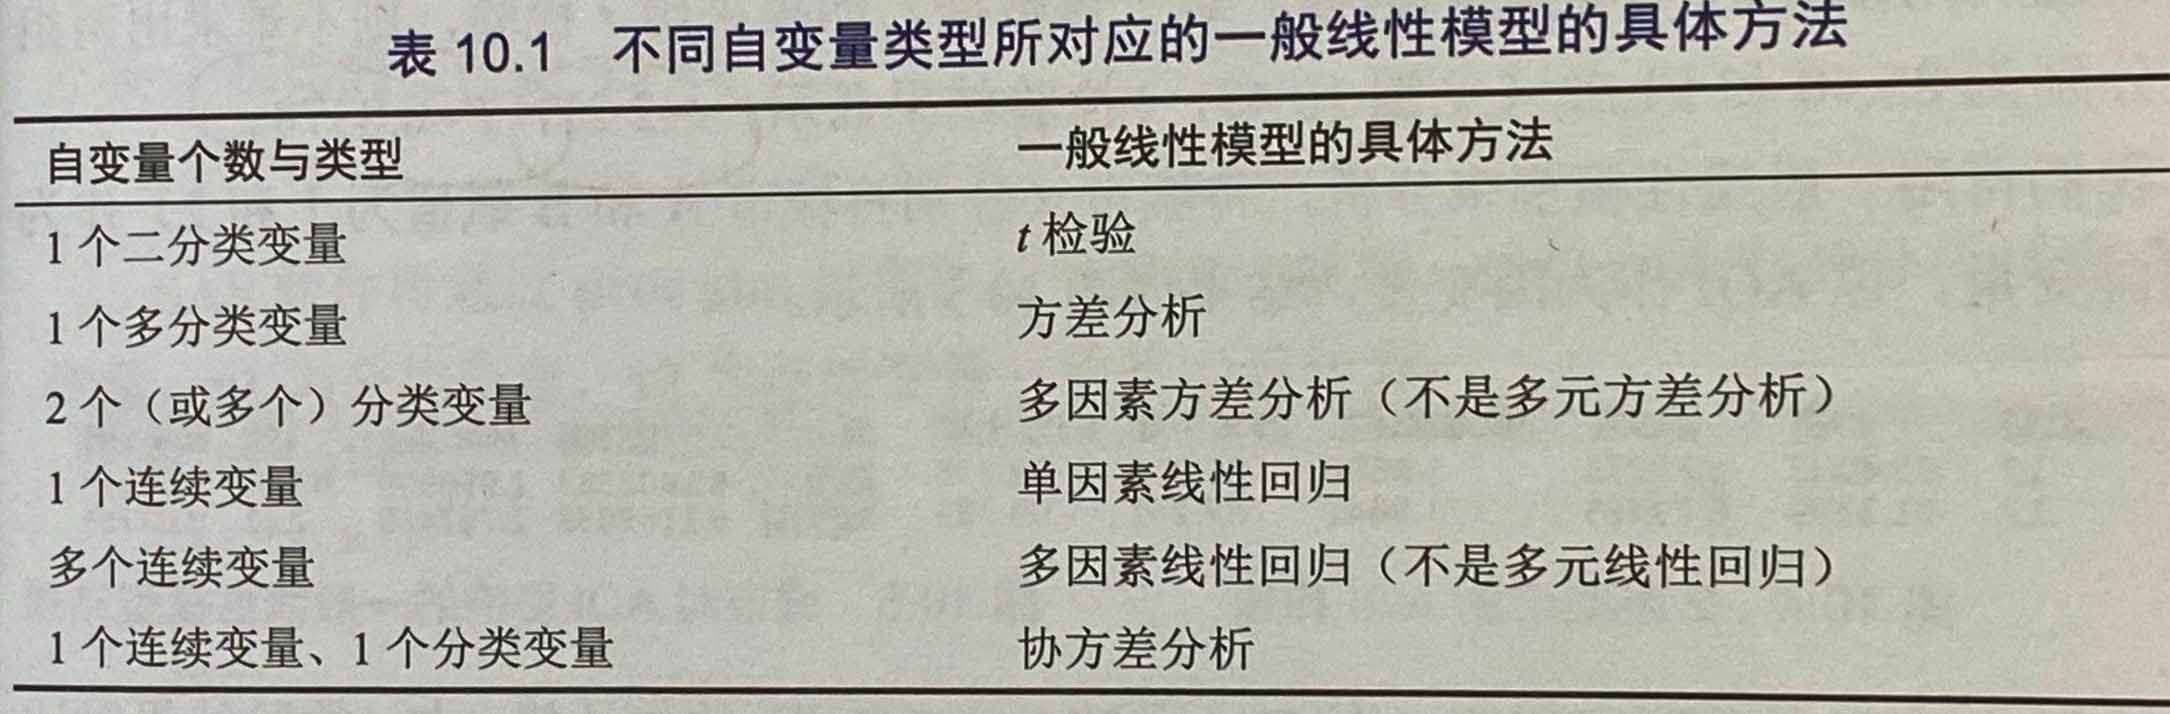 表 10.1 不同自变量类型所对应的一般线性模型的具体方法
自变量个数与类型 一般线性模型的具体方法
1 个二分类变量 t 检验
1 个多分类变量 方差分析
2 个（或多个）分类变量 多因素方差分析（不是多元方差分析）
1 个连续变量 单因素线性回归
多个连续变量 多因素线性回归（不是多元线性回归）
1 个连续变量、1 个分类变量 协方差分析